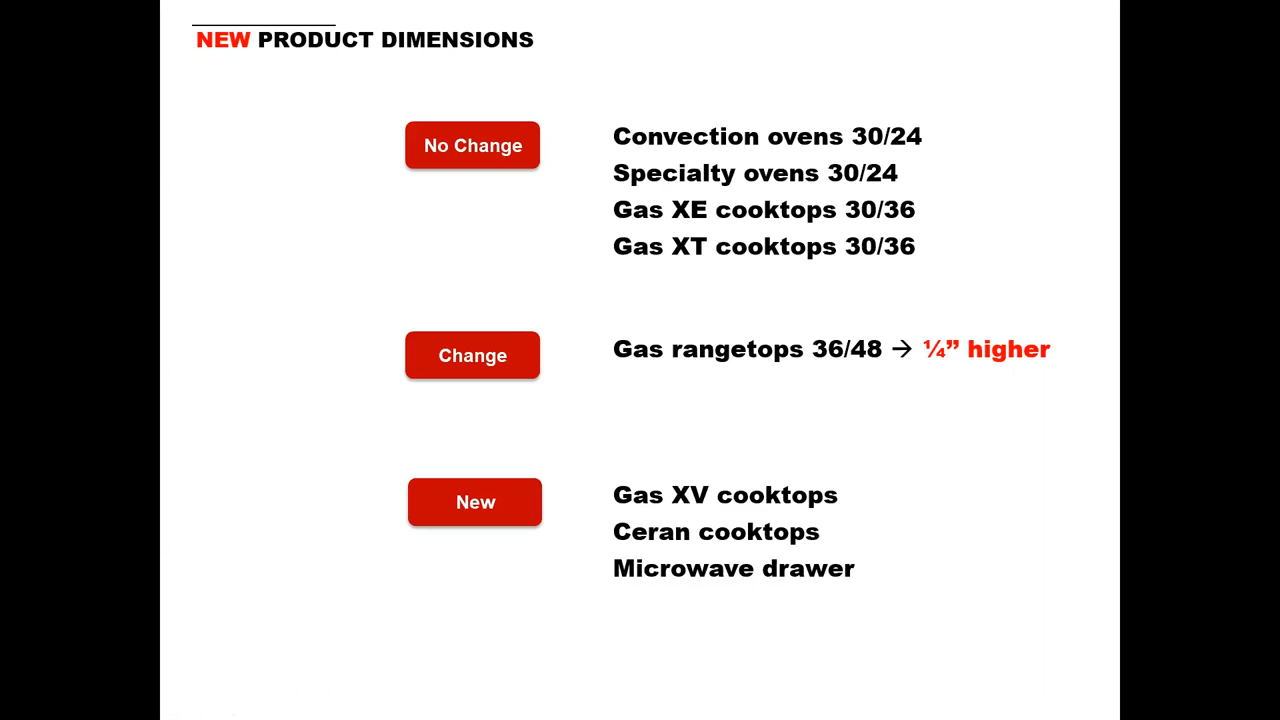 NEW PRODUCT DIMENSIONS
No Change
Convection ovens 30/24
Specialty ovens 30/24
Gas XE cooktops 30/36
Gas XT cooktops 30/36
Change
Gas rangetops 36/48 → ¼” higher
New
Gas XV cooktops
Ceran cooktops
Microwave drawer